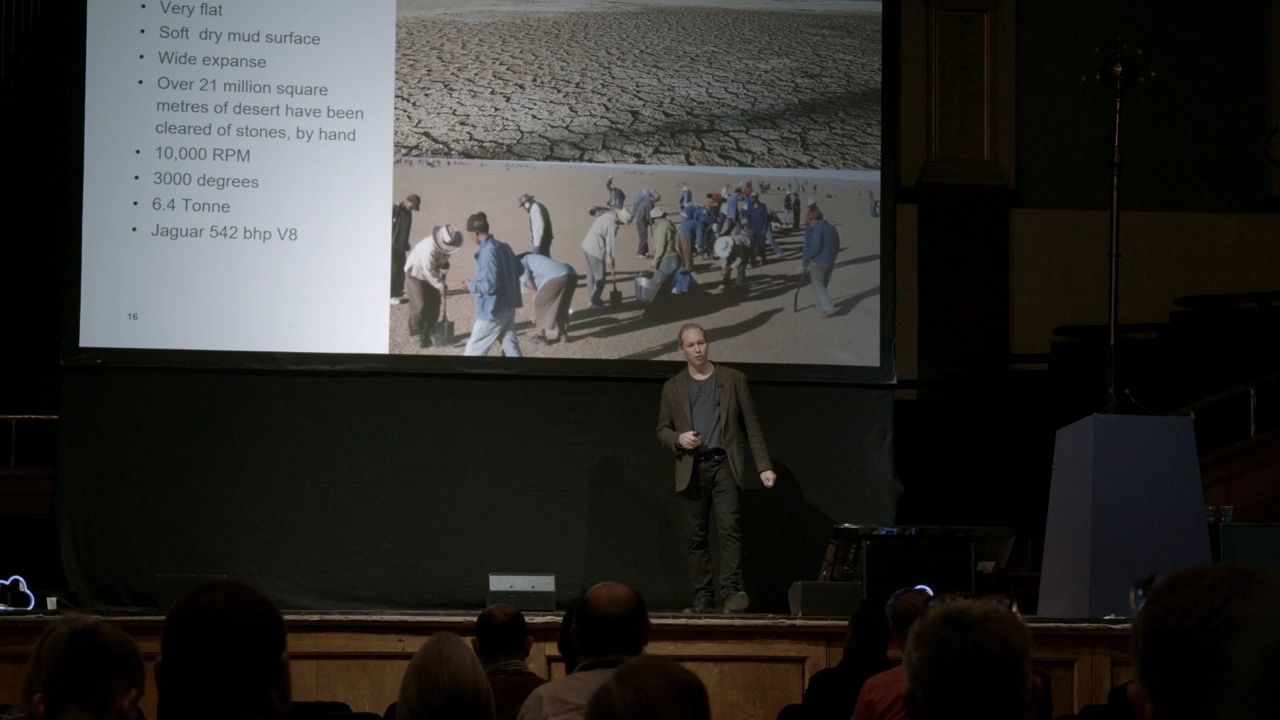 • Very flat
• Soft dry mud surface
• Wide expanse
• Over 21 million square
metres of desert have been
cleared of stones, by hand
• 10,000 RPM
• 3000 degrees
• 6.4 Tonne
• Jaguar 542 bhp V8
16